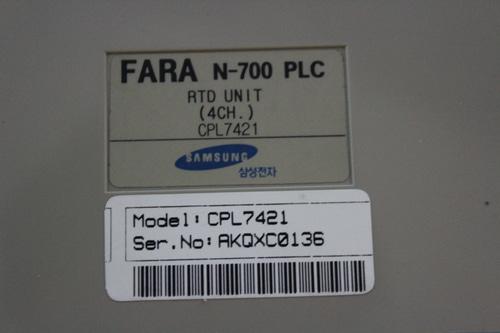 FARA N-700 PLC
RTD UNIT
(4CH.)
CPL7421
SAMSUNG
삼성전자
Model: CPL7421
Ser.No: AKQXC0136